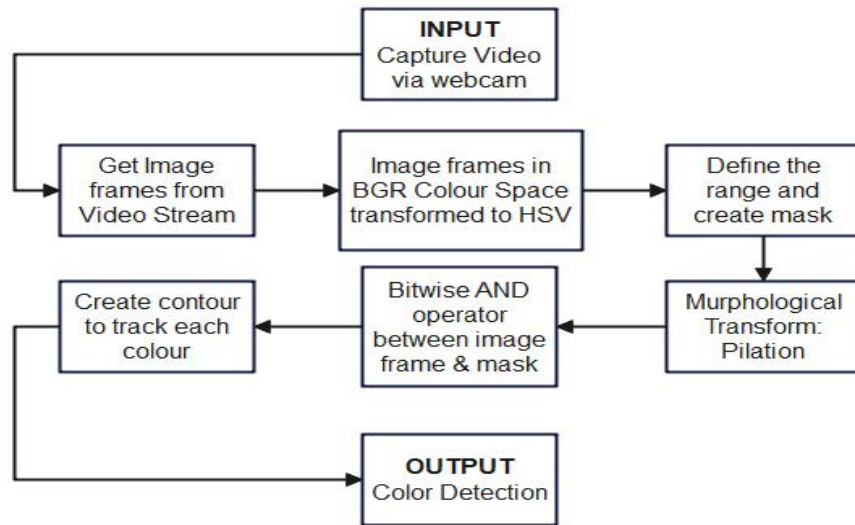 INPUT
Capture Video
via webcam
Get Image
frames from
Video Stream
Image frames in
BGR Colour Space
transformed to HSV
Define the
range and
create mask
Murphological
Transform:
Pilation
Bitwise AND
operator
between image
frame & mask
Create contour
to track each
colour
OUTPUT
Color Detection